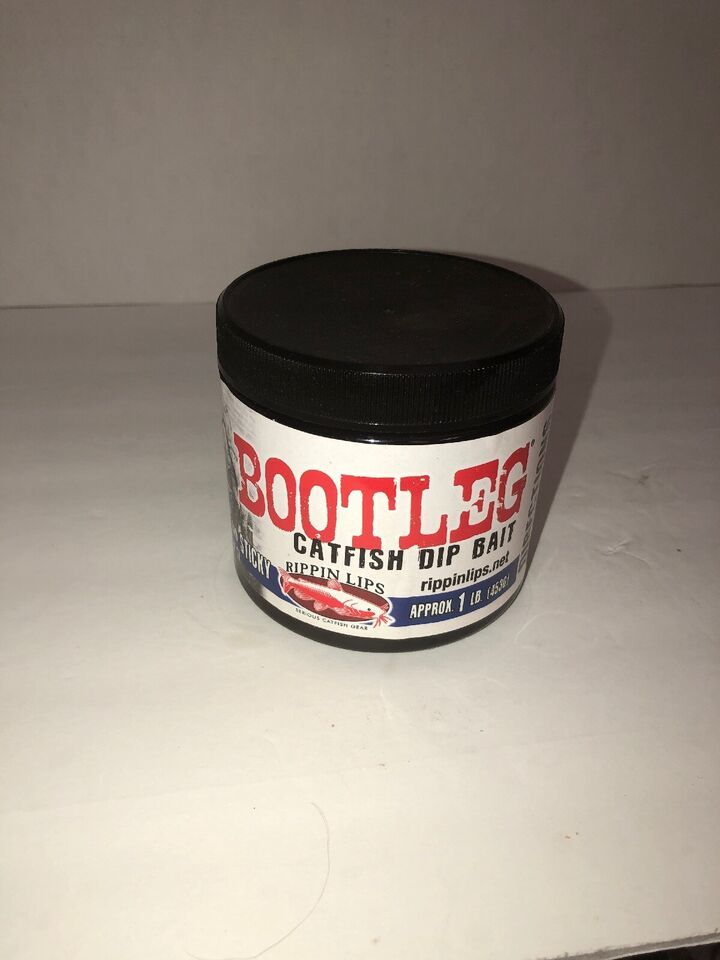 BOOTLEG®
CATFISH DIP BAIT
STICKY
RIPPIN LIPS
SERIOUS CATFISH GEAR
rippinlips.net
APPROX. 1 LB. (453G)